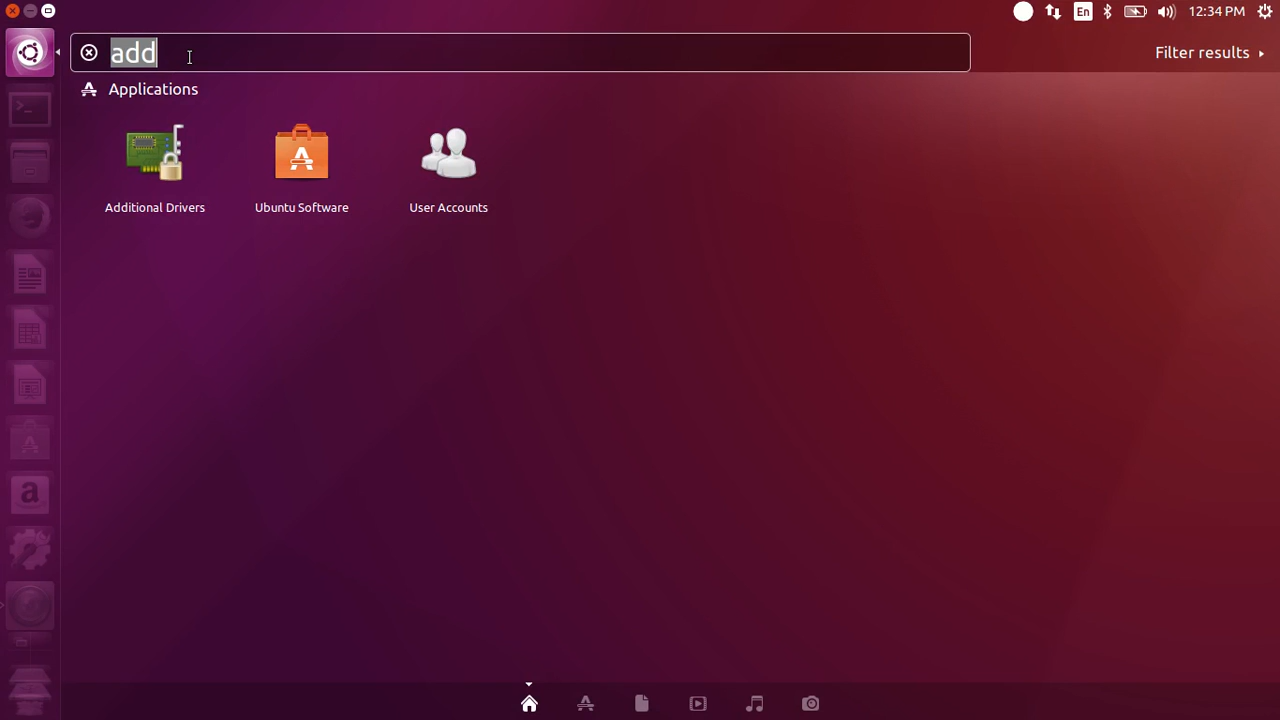 En 12:34 PM
add
Filter results
Applications
Additional Drivers Ubuntu Software User Accounts